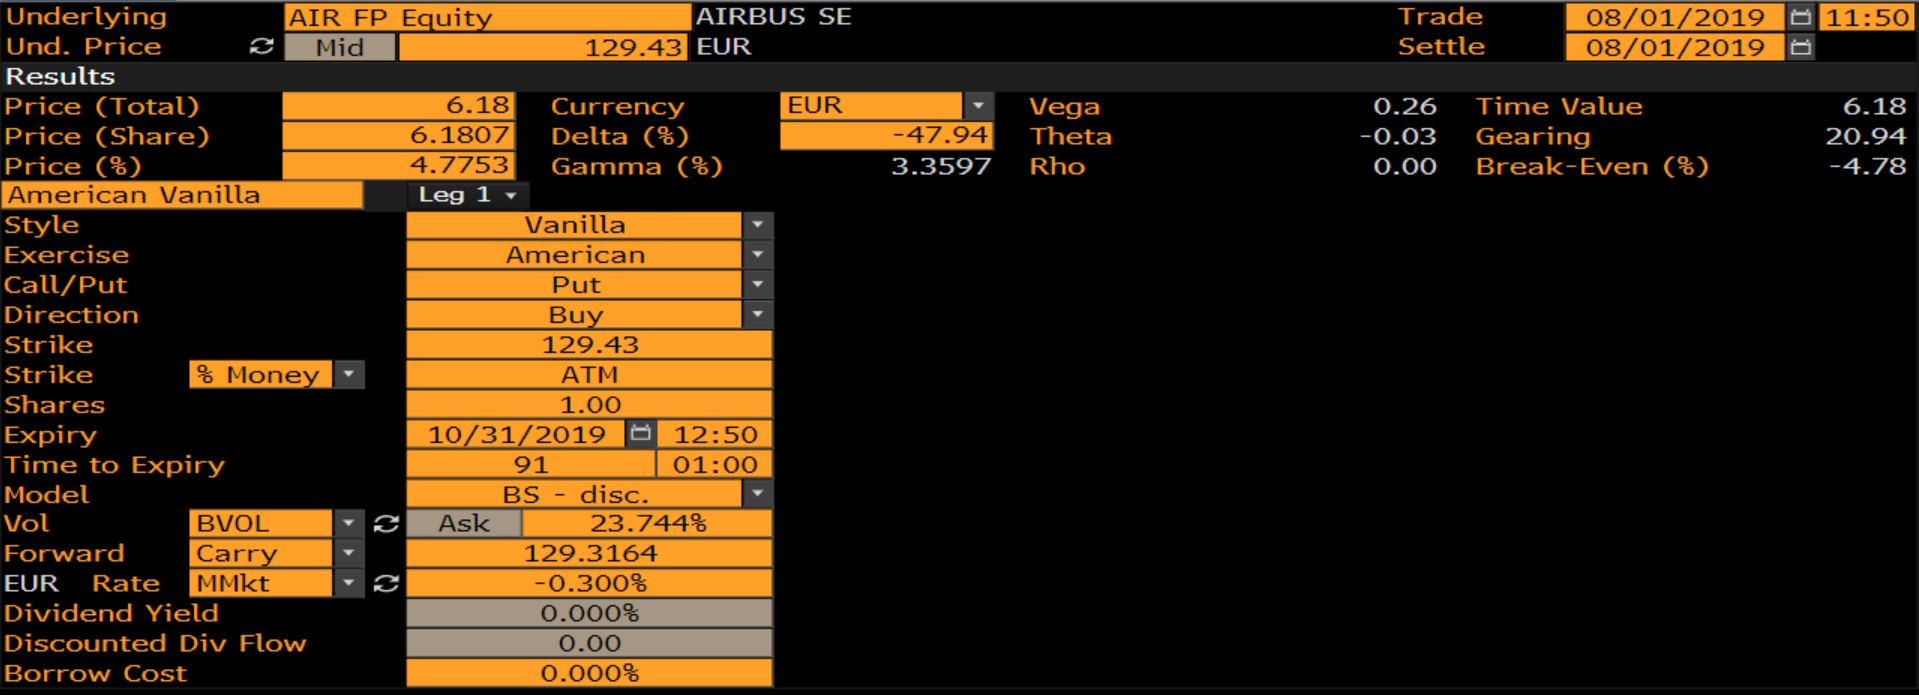 Underlying AIR FP Equity AIRBUS SE Trade 08/01/2019 11:50
Und. Price Mid 129.43 EUR Settle 08/01/2019
Results
Price (Total) 6.18 Currency EUR Vega 0.26 Time Value 6.18
Price (Share) 6.1807 Delta (%) -47.94 Theta -0.03 Gearing 20.94
Price (%) 4.7753 Gamma (%) 3.3597 Rho 0.00 Break-Even (%) -4.78
American Vanilla Leg 1
Style Vanilla
Exercise American
Call/Put Put
Direction Buy
Strike 129.43
Strike % Money ATM
Shares 1.00
Expiry 10/31/2019 12:50
Time to Expiry 91 01:00
Model BS - disc.
Vol BVOL Ask 23.744%
Forward Carry 129.3164
EUR Rate MMkt -0.300%
Dividend Yield 0.000%
Discounted Div Flow 0.00
Borrow Cost 0.000%